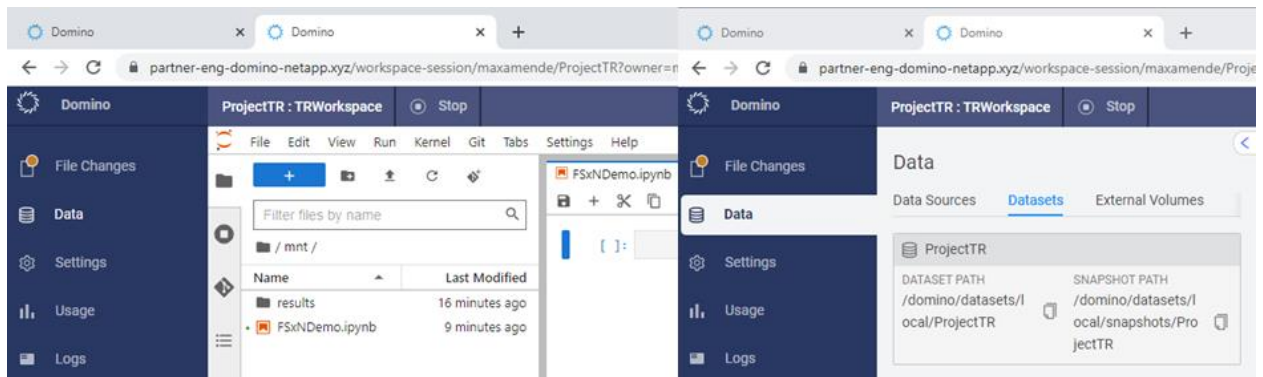 Domino
Domino
partner-eng-domino-netapp.xyz/workspace-session/maxamende/ProjectTR?owner=
Domino
ProjectTR : TRWorkspace
Stop
File Changes
Data
Settings
Usage
Logs
File Edit View Run Kernel Git Tabs Settings Help
Filter files by name
/ mnt /
Name Last Modified
results 16 minutes ago
FSxNDemo.ipynb 9 minutes ago
FSxNDemo.ipynb
[ ]:
Domino
Domino
partner-eng-domino-netapp.xyz/workspace-session/maxamende/Proje
Domino
ProjectTR : TRWorkspace
Stop
File Changes
Data
Settings
Usage
Logs
Data
Data Sources Datasets External Volumes
ProjectTR
DATASET PATH
/domino/datasets/l
ocal/ProjectTR
SNAPSHOT PATH
/domino/datasets/l
ocal/snapshots/Pro
jectTR